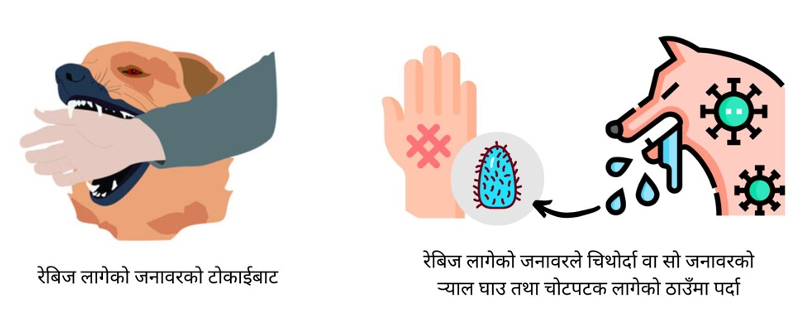 रेबिज लागेको जनावरको टोकाईबाट
रेबिज लागेको जनावरले चिथोर्दा वा सो जनावरको
र्‍याल घाउ तथा चोटपटक लागेको ठाउँमा पर्दा